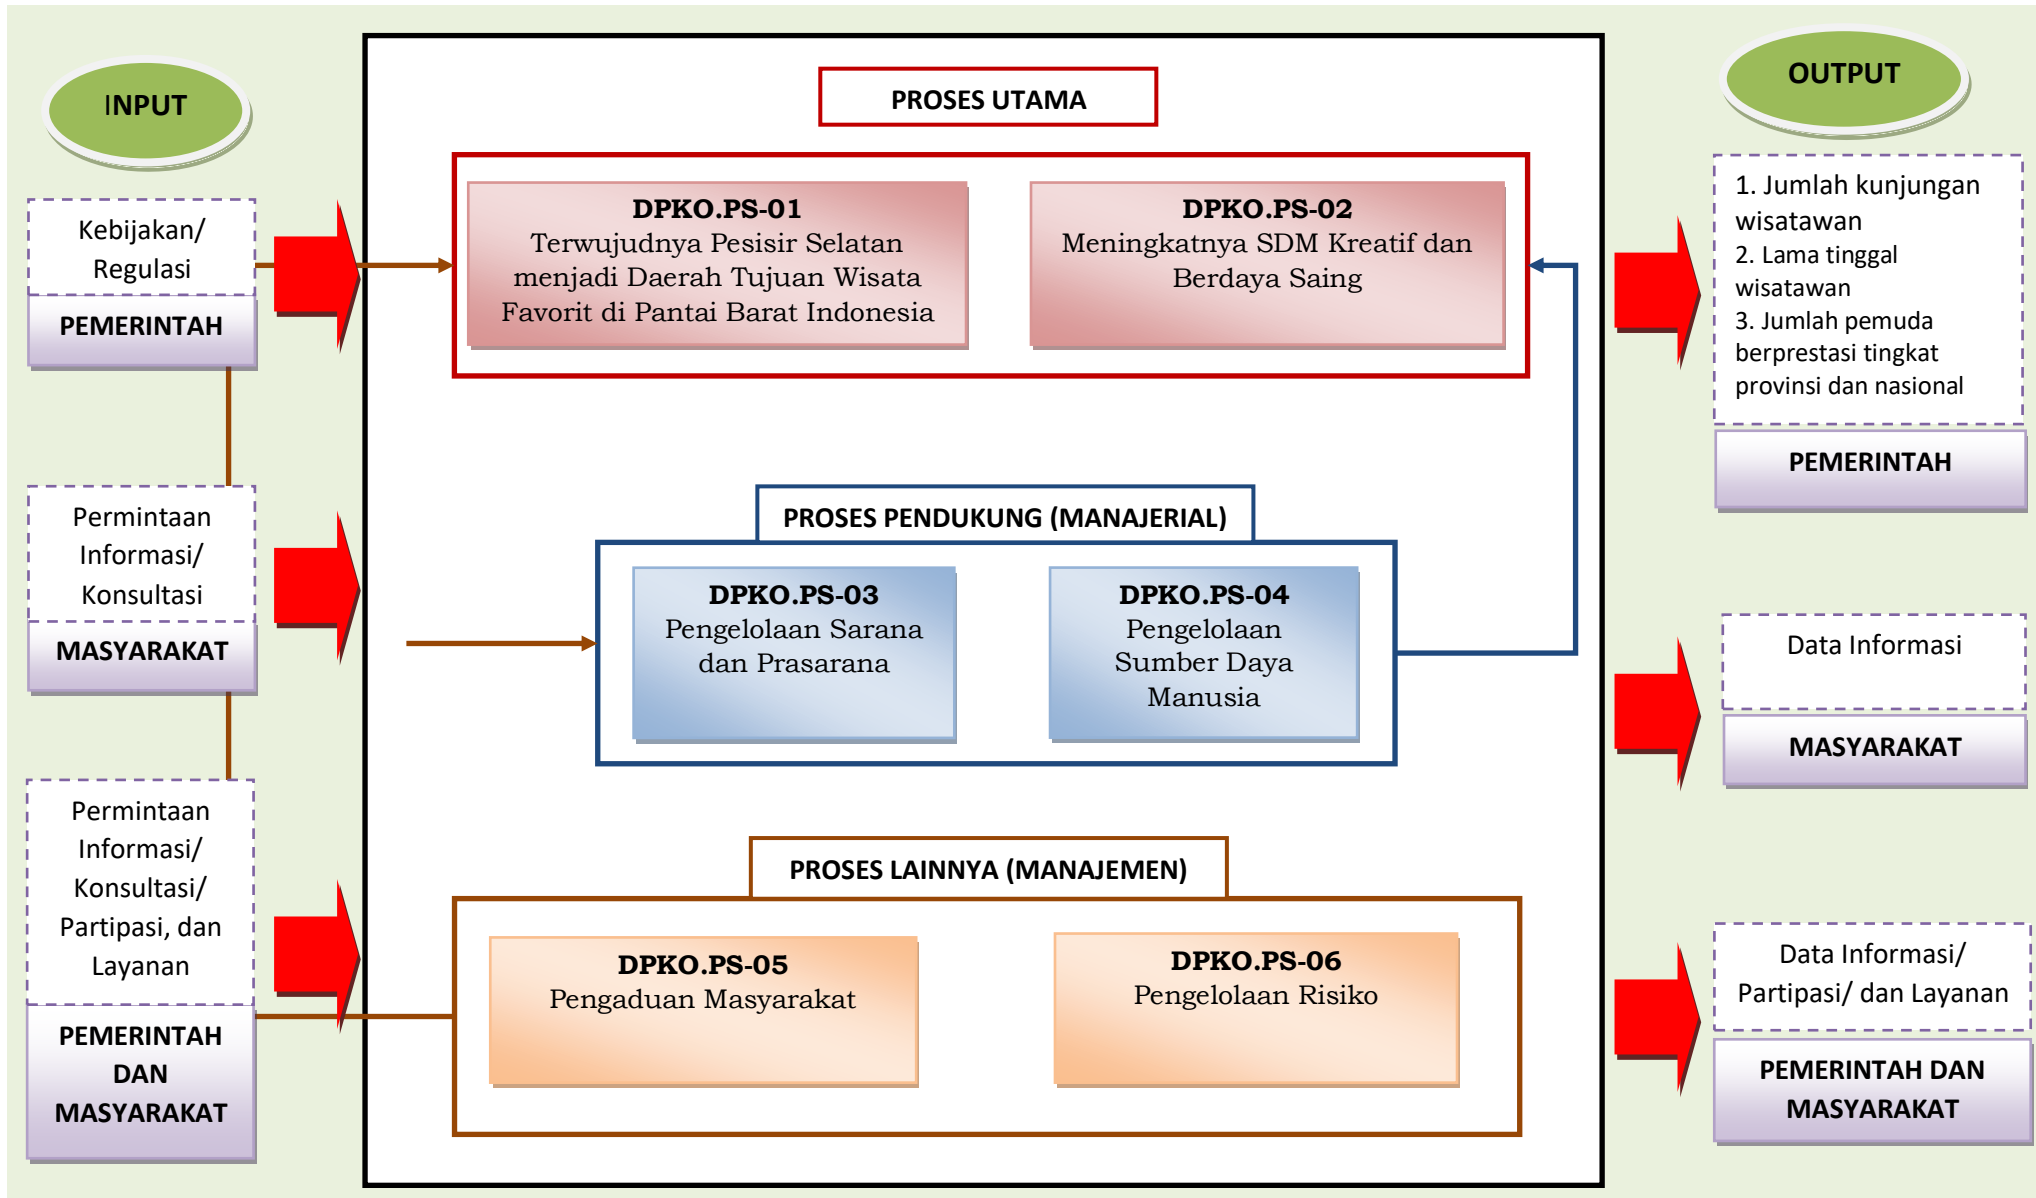 INPUT
Kebijakan/
Regulasi
PEMERINTAH
Permintaan
Informasi/
Konsultasi
MASYARAKAT
Permintaan
Informasi/
Konsultasi/
Partipasi, dan
Layanan
PEMERINTAH
DAN
MASYARAKAT
PROSES UTAMA
DPKO.PS-01
Terwujudnya Pesisir Selatan
menjadi Daerah Tujuan Wisata
Favorit di Pantai Barat Indonesia
DPKO.PS-02
Meningkatnya SDM Kreatif dan
Berdaya Saing
PROSES PENDUKUNG (MANAJERIAL)
DPKO.PS-03
Pengelolaan Sarana
dan Prasarana
DPKO.PS-04
Pengelolaan
Sumber Daya
Manusia
PROSES LAINNYA (MANAJEMEN)
DPKO.PS-05
Pengaduan Masyarakat
DPKO.PS-06
Pengelolaan Risiko
OUTPUT
1. Jumlah kunjungan
wisatawan
2. Lama tinggal
wisatawan
3. Jumlah pemuda
berprestasi tingkat
provinsi dan nasional
PEMERINTAH
Data Informasi
MASYARAKAT
Data Informasi/
Partipasi/ dan Layanan
PEMERINTAH DAN
MASYARAKAT